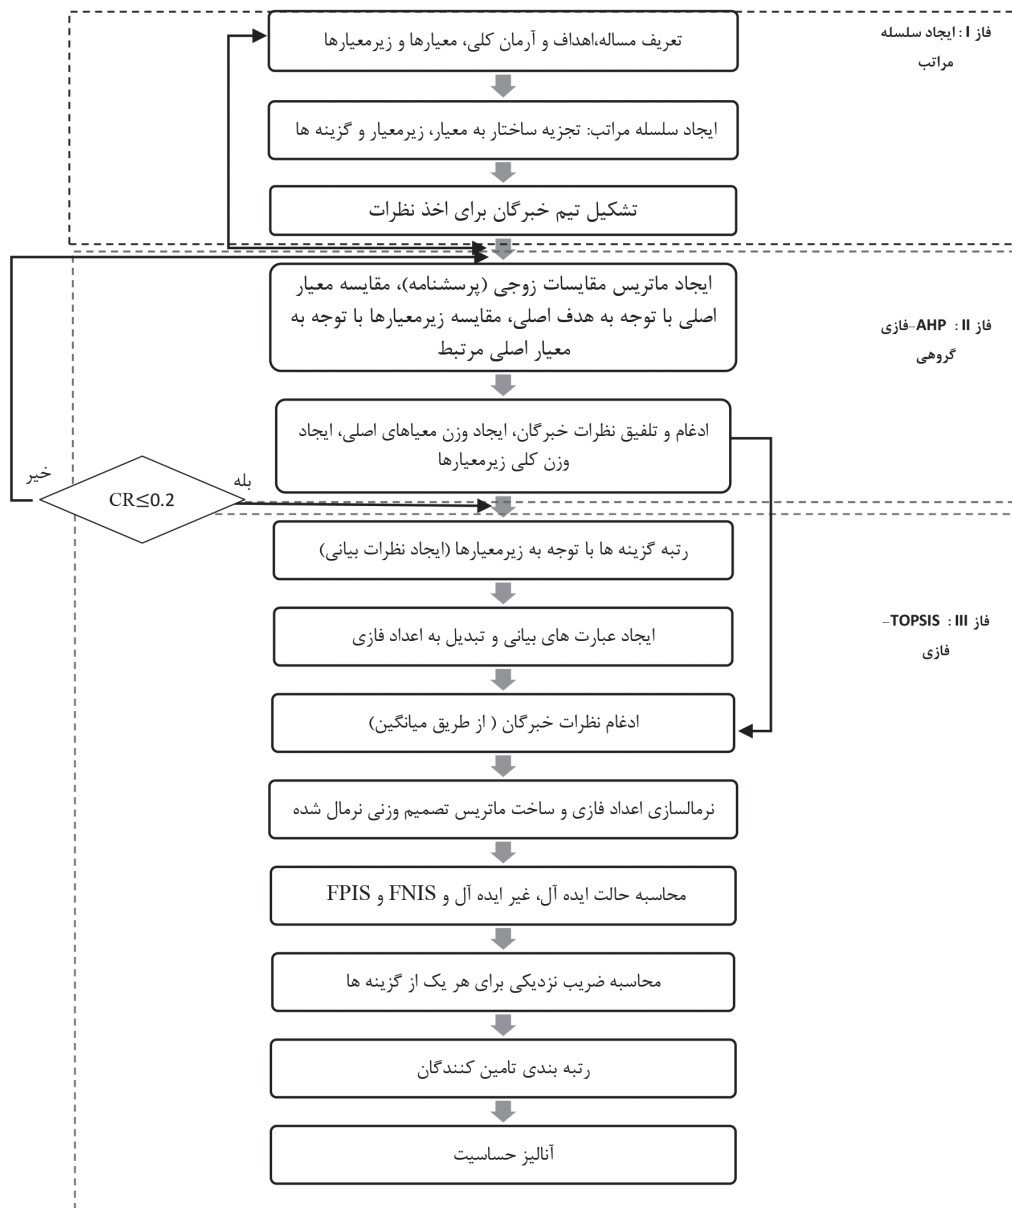 فاز I : ایجاد سلسله
مراتب
تعریف مساله،اهداف و آرمان کلی، معیارها و زیرمعیارها
ایجاد سلسله مراتب: تجزیه ساختار به معیار، زیرمعیار و گزینه ها
تشکیل تیم خبرگان برای اخذ نظرات
فاز II : AHP-فازی
گروهی
ایجاد ماتریس مقایسات زوجی (پرسشنامه)، مقایسه معیار
اصلی با توجه به هدف اصلی، مقایسه زیرمعیارها با توجه به
معیار اصلی مرتبط
ادغام و تلفیق نظرات خبرگان، ایجاد وزن معیاهای اصلی، ایجاد
وزن کلی زیرمعیارها
بله
خیر
CR≤0.2
فاز III : TOPSIS-
فازی
رتبه گزینه ها با توجه به زیرمعیارها (ایجاد نظرات بیانی)
ایجاد عبارت های بیانی و تبدیل به اعداد فازی
ادغام نظرات خبرگان ( از طریق میانگین)
نرمالسازی اعداد فازی و ساخت ماتریس تصمیم وزنی نرمال شده
محاسبه حالت ایده آل، غیر ایده آل و FNIS و FPIS
محاسبه ضریب نزدیکی برای هر یک از گزینه ها
رتبه بندی تامین کنندگان
آنالیز حساسیت